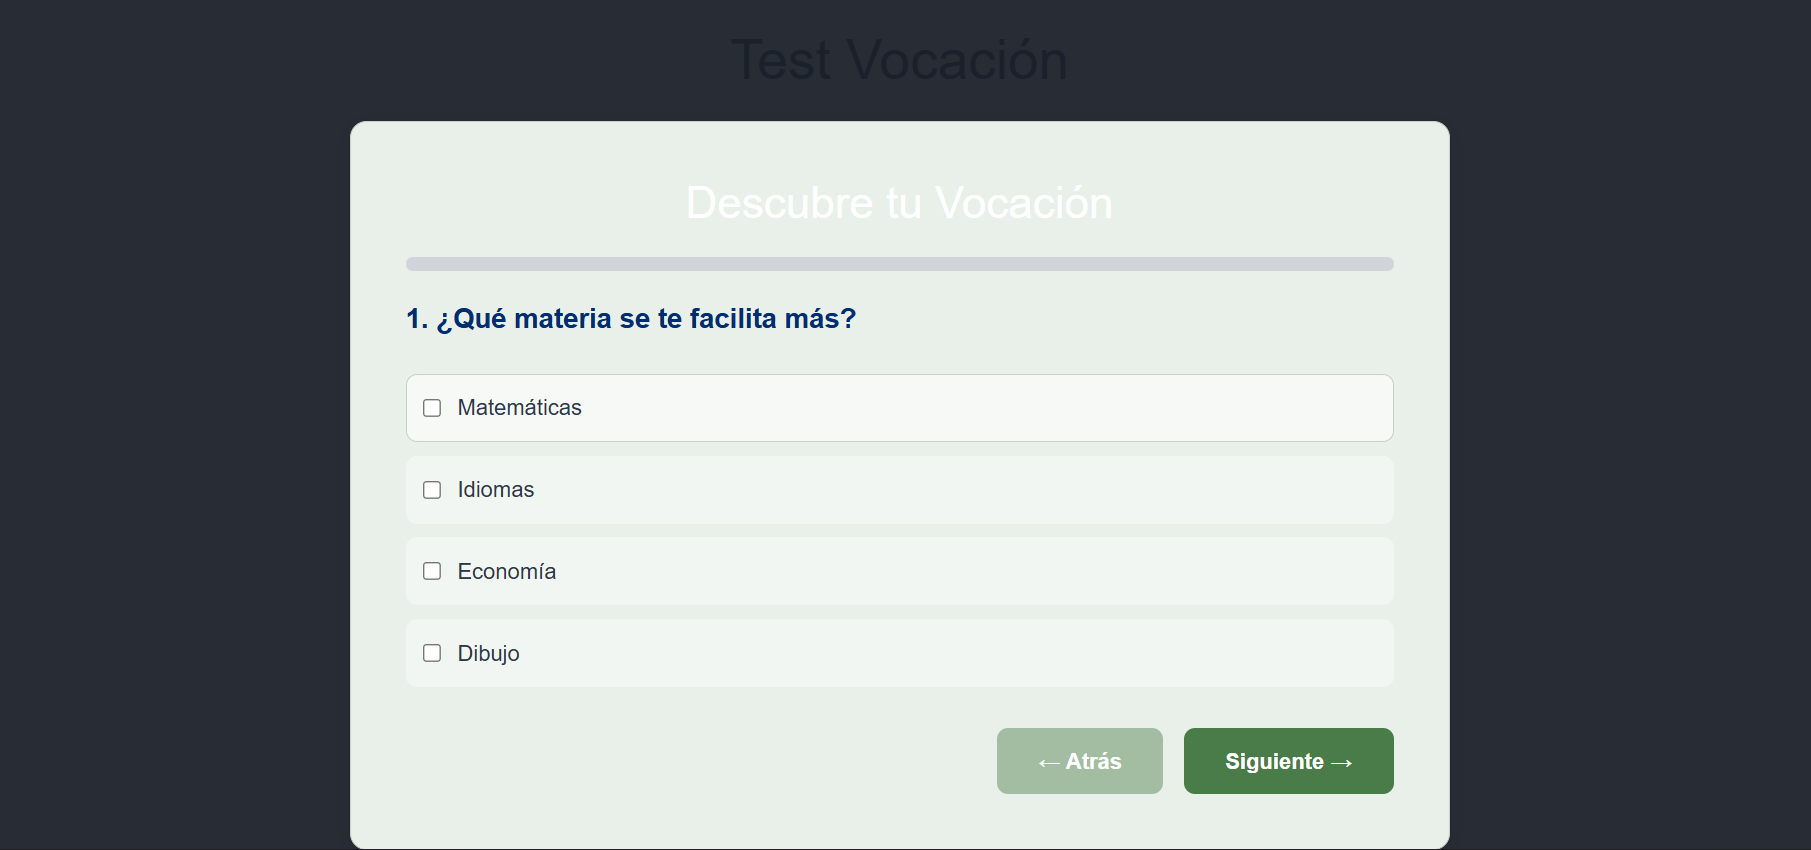 Test Vocación
Descubre tu Vocación
1. ¿Qué materia se te facilita más?
Matemáticas
Idiomas
Economía
Dibujo
← Atrás
Siguiente →